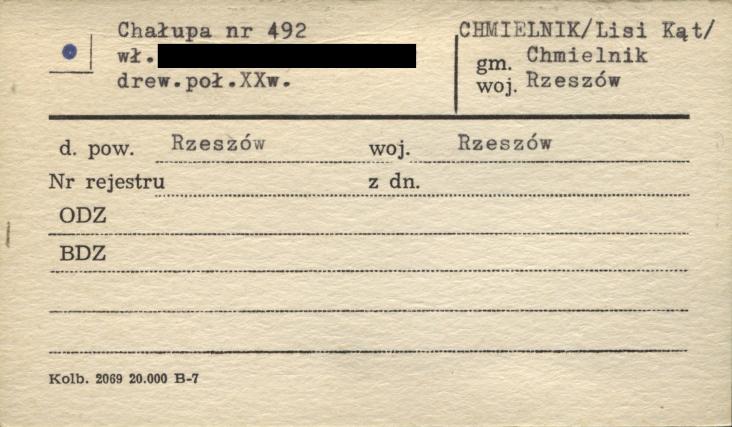 Chałupa nr 492
wł.
drew.poł.XXw.
CHMIELNIK/Lisi Kąt/
gm. Chmielnik
woj. Rzeszów
d. pow. Rzeszów woj. Rzeszów
Nr rejestru z dn.
ODZ
BDZ
Kolb. 2069 20.000 B-7